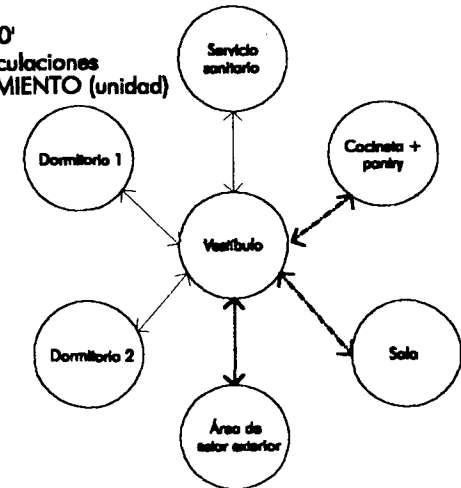 0'
culaciones
MIENTO (unidad)
Servicio
sanitario
Dormitorio 1
Cocineta +
pantry
Vestíbulo
Dormitorio 2
Sala
Área de
estar exterior